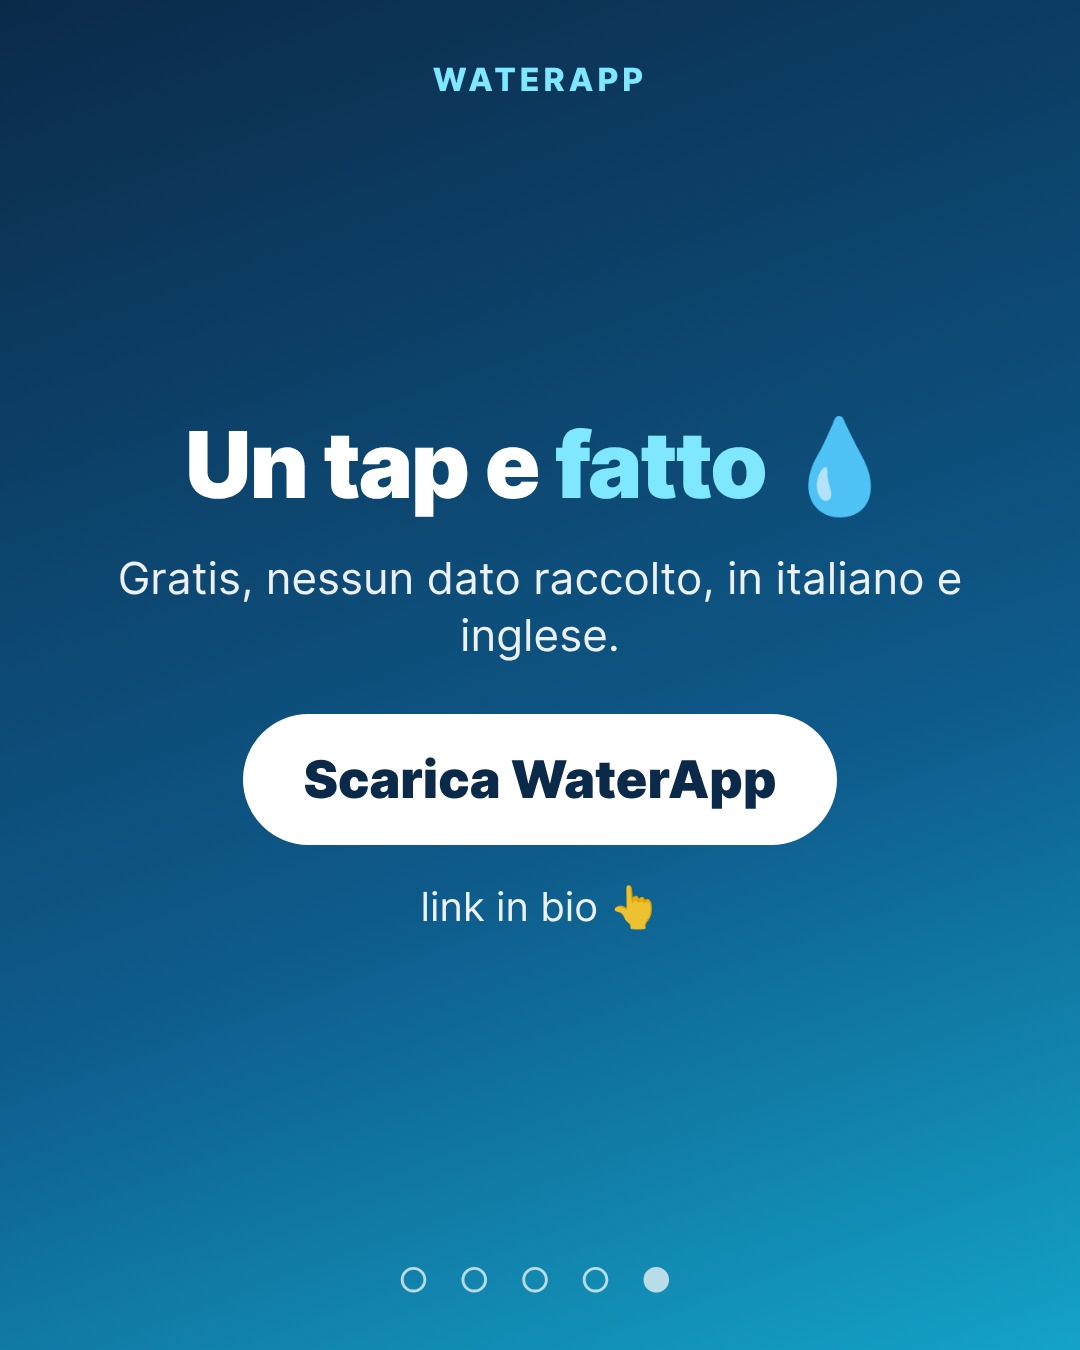 WATERAPP
Un tap e fatto 💧
Gratis, nessun dato raccolto, in italiano e
inglese.
Scarica WaterApp
link in bio 👆